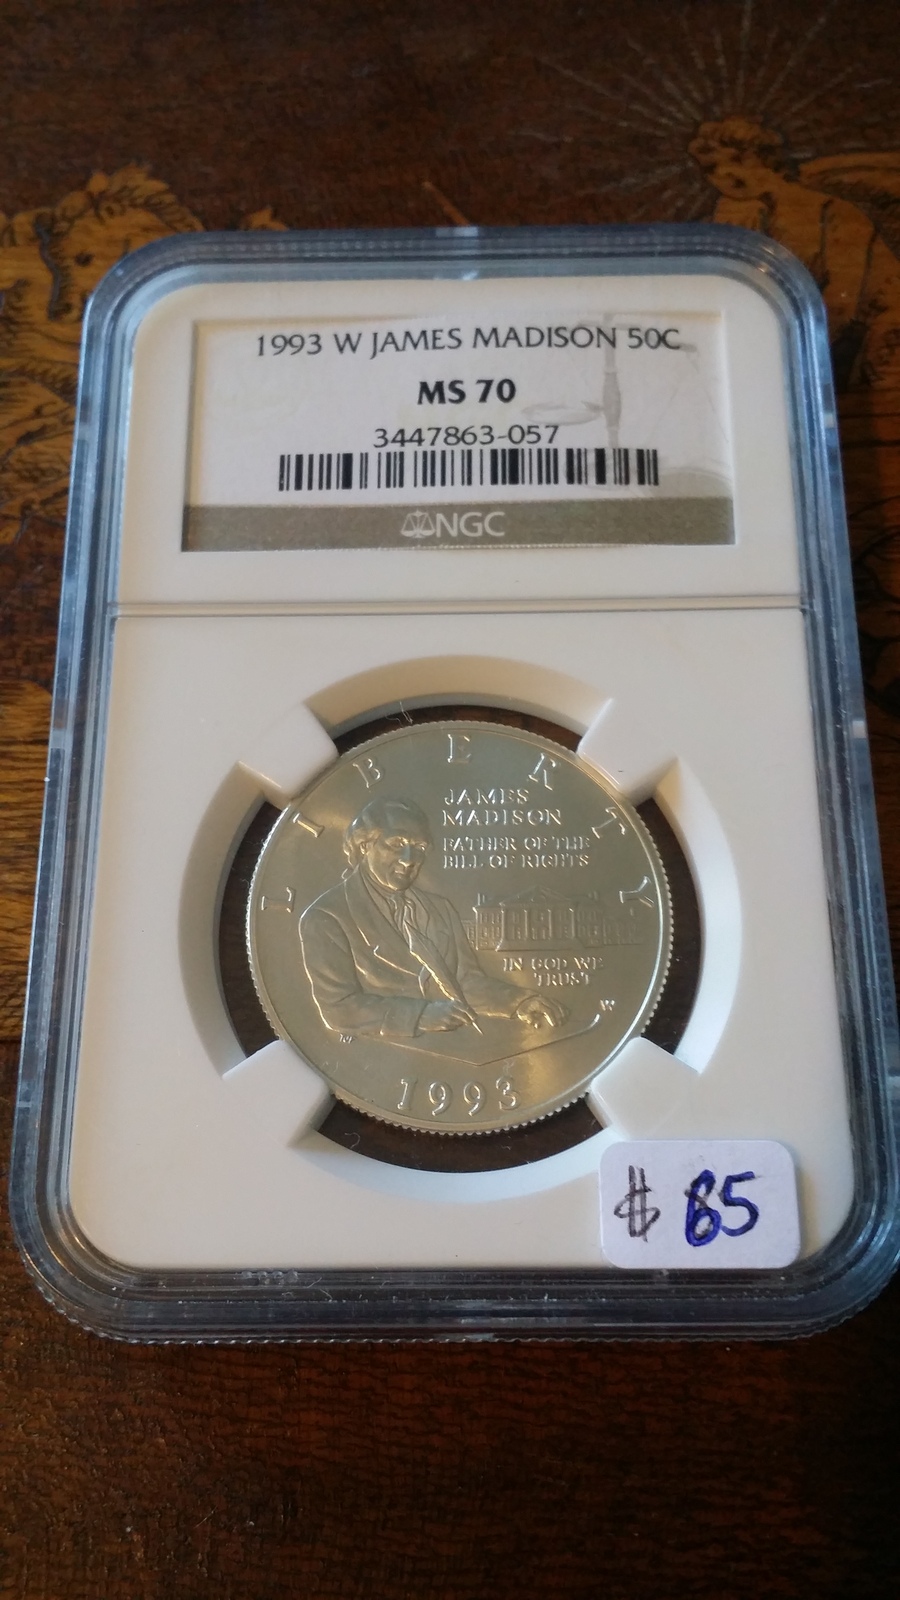 1993 W JAMES MADISON 50C
MS 70
3447863-057
NGC
LIBERTY
JAMES
MADISON
FATHER OF THE
BILL OF RIGHTS
IN GOD WE
TRUST
W
1993
$ 65